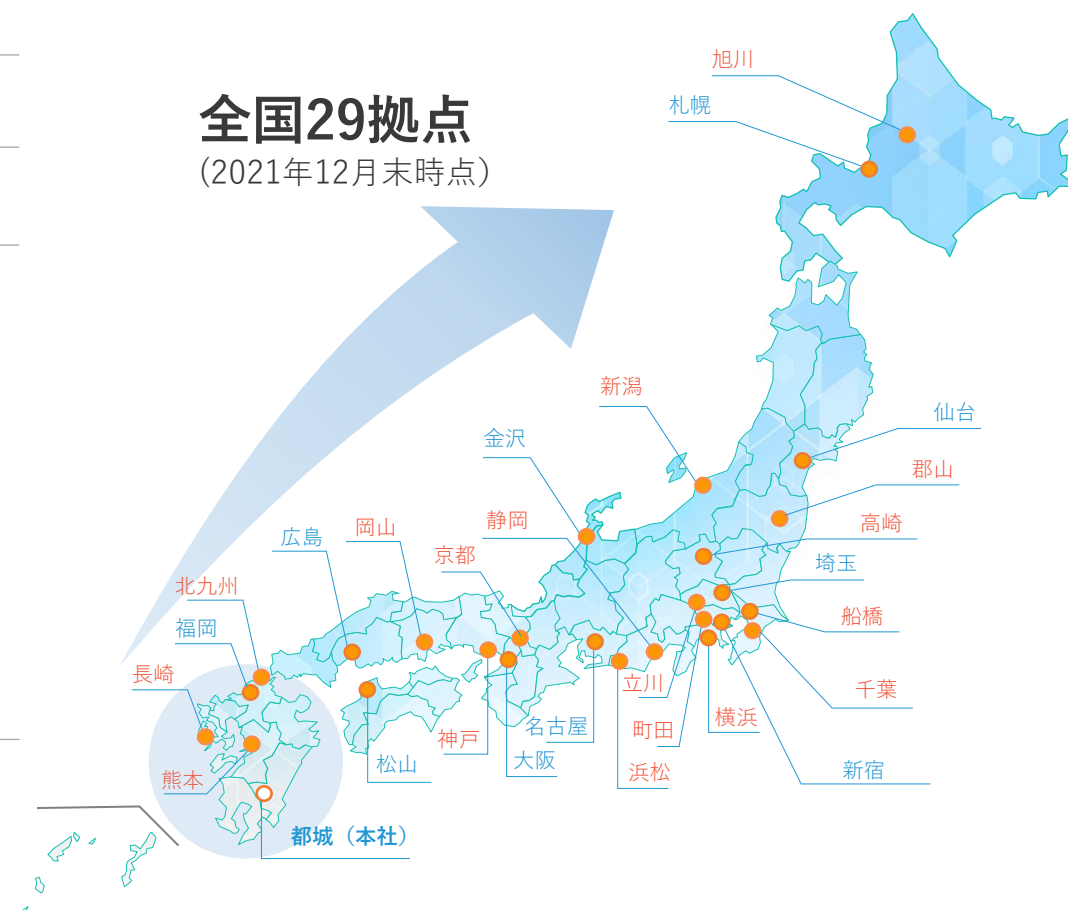 旭川
札幌
全国29拠点
(2021年12月末時点)
新潟
仙台
金沢
郡山
静岡
高崎
岡山
広島
京都
埼玉
北九州
福岡
船橋
長崎
立川
千葉
横浜
名古屋
町田
神戸
大阪
松山
浜松
新宿
熊本
都城（本社）